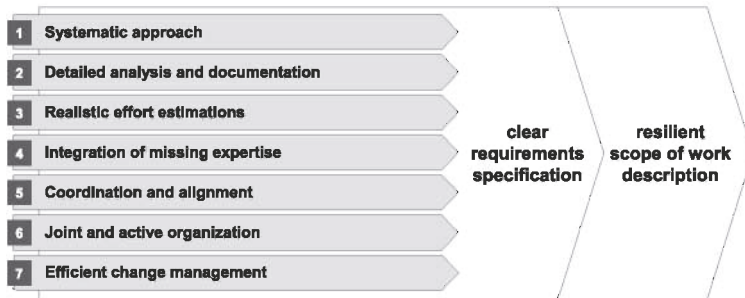 1 Systematic approach
2 Detailed analysis and documentation
3 Realistic effort estimations
4 Integration of missing expertise
5 Coordination and alignment
6 Joint and active organization
7 Efficient change management
clear
requirements
specification
resilient
scope of work
description